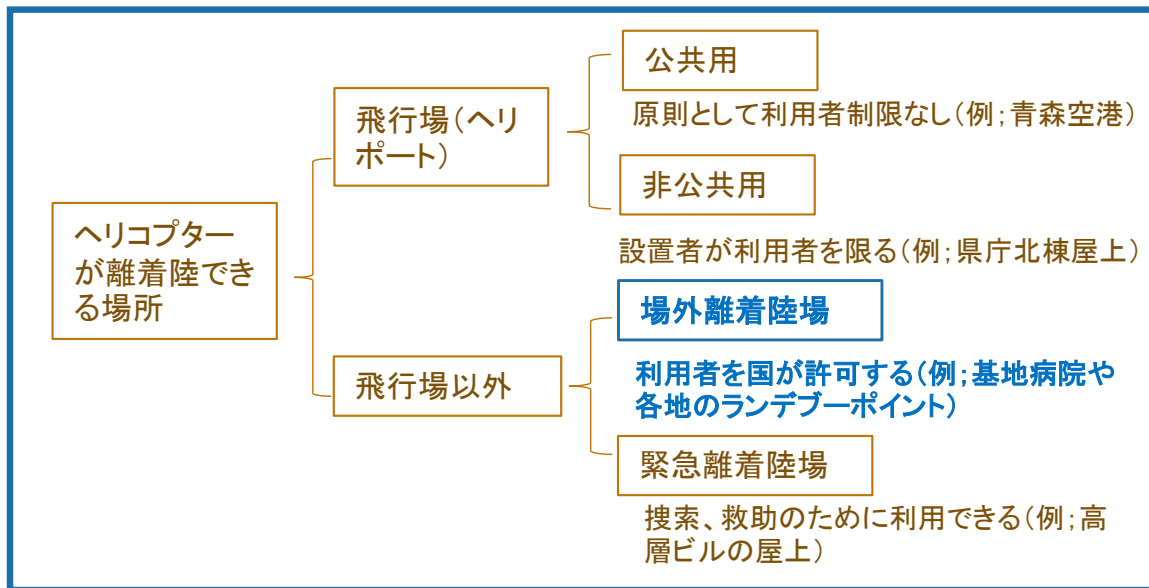 ヘリコプター
が離着陸でき
る場所
飛行場(ヘリ
ポート)
公共用
原則として利用者制限なし(例;青森空港)
非公共用
設置者が利用者を限る(例;県庁北棟屋上)
飛行場以外
場外離着陸場
利用者を国が許可する(例;基地病院や
各地のランデブーポイント)
緊急離着陸場
捜索、救助のために利用できる(例;高
層ビルの屋上)